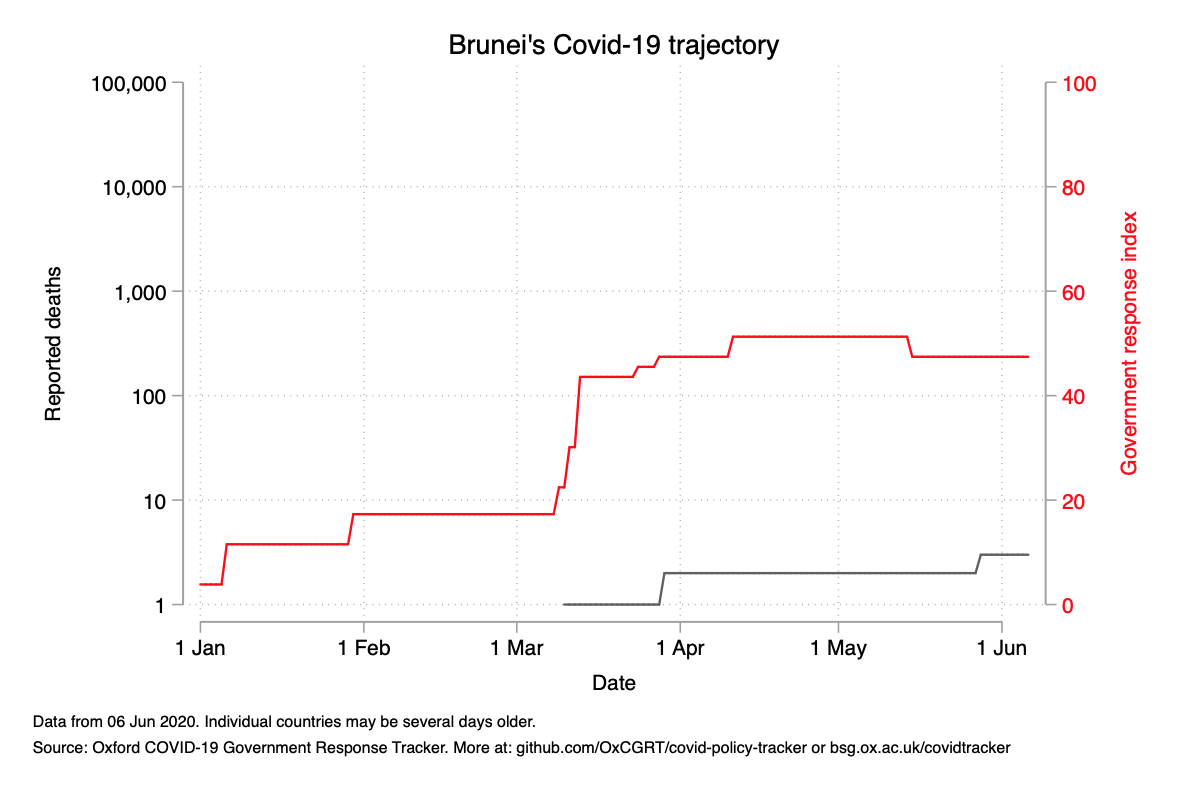 Brunei's Covid-19 trajectory
100,000
10,000
1,000
100
10
1
Reported deaths
100
80
60
40
20
0
Government response index
1 Jan
1 Feb
1 Mar
1 Apr
1 May
1 Jun
Date
Data from 06 Jun 2020. Individual countries may be several days older.
Source: Oxford COVID-19 Government Response Tracker. More at: github.com/OxCGRT/covid-policy-tracker or bsg.ox.ac.uk/covidtracker